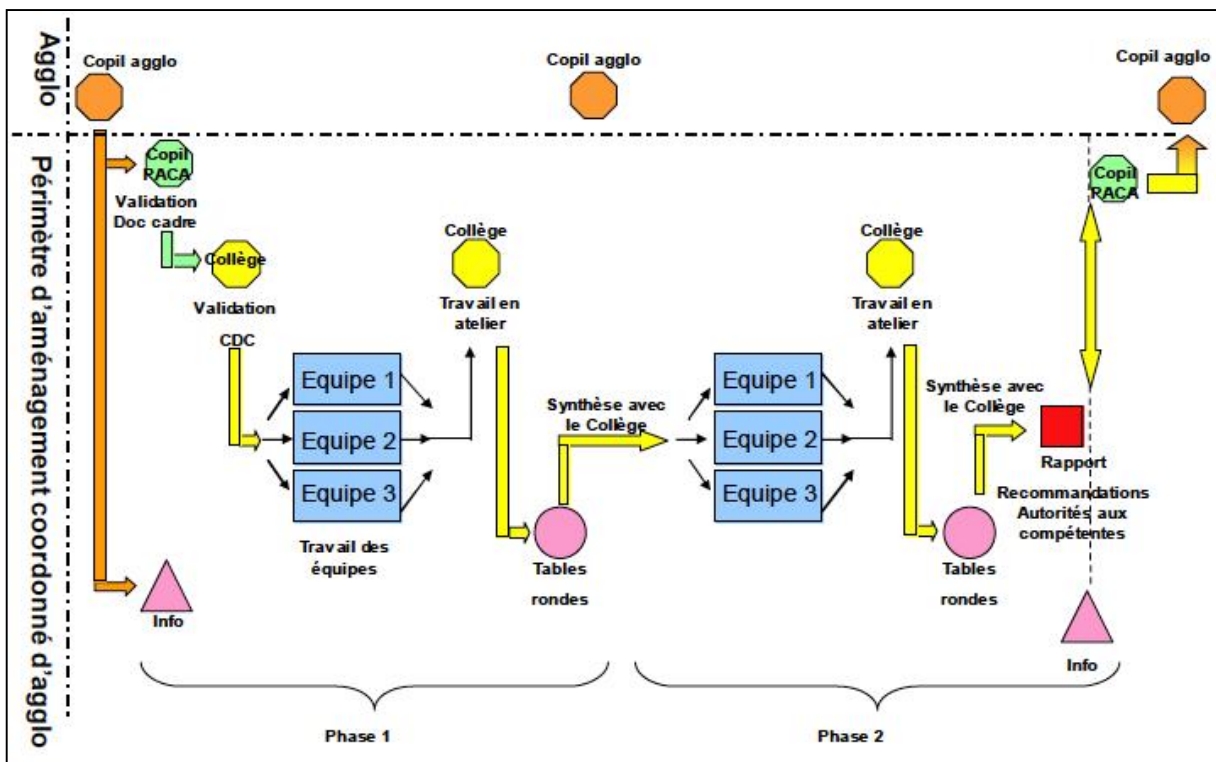 Agglo
Copil agglo
Copil agglo
Copil agglo
Périmètre d'aménagement coordonné d'agglo
Copil
RACA
Validation
Doc cadre
Collège
Validation
CDC
Equipe 1
Equipe 2
Equipe 3
Travail des
équipes
Collège
Travail en
atelier
Tables
rondes
Synthèse avec
le Collège
Equipe 1
Equipe 2
Equipe 3
Collège
Travail en
atelier
Tables
rondes
Synthèse avec
le Collège
Rapport
Recommandations
Autorités aux
compétentes
Copil
RACA
Info
Info
Phase 1
Phase 2